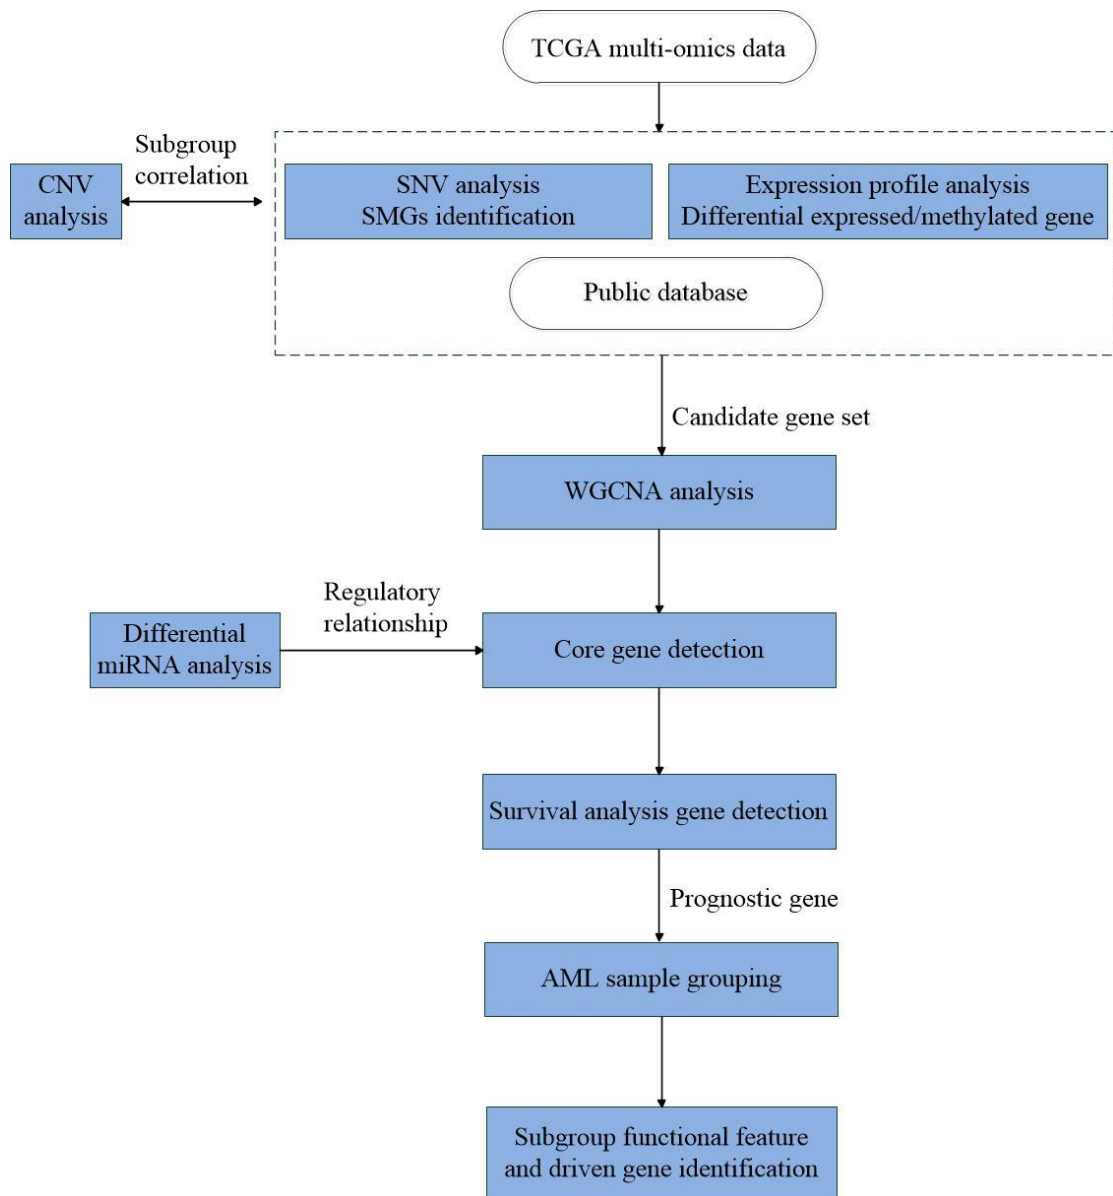 TCGA multi-omics data
Subgroup
correlation
CNV
analysis
SNV analysis
SMGs identification
Expression profile analysis
Differential expressed/methylated gene
Public database
Candidate gene set
WGCNA analysis
Regulatory
relationship
Differential
miRNA analysis
Core gene detection
Survival analysis gene detection
Prognostic gene
AML sample grouping
Subgroup functional feature
and driven gene identification